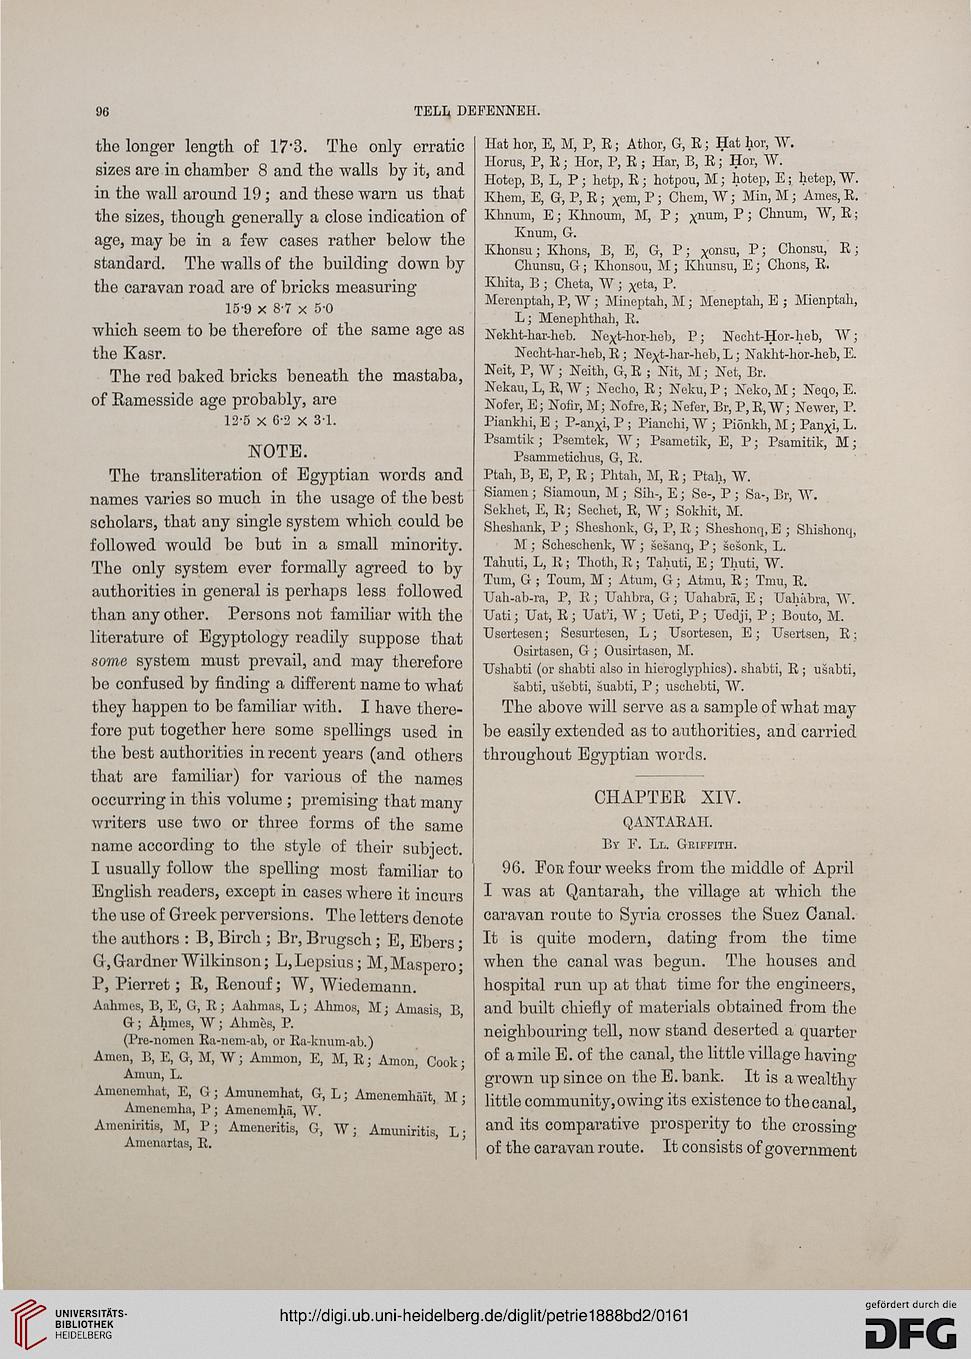 96
TELL DEFENNEH.
the longer length of 17·3. The only erratic
sizes are in chamber 8 and the walls by it, and
in the wall around 19; and these warn us that
the sizes, though generally a close indication of
age, may be in a few cases rather below the
standard. The walls of the building down by
the caravan road are of bricks measuring
15·9 × 8·7 × 5·0
which seem to be therefore of the same age as
the Kasr.
The red baked bricks beneath the mastaba,
of Ramesside age probably, are
12·5 × 6·2 × 3·1.
NOTE.
The transliteration of Egyptian words and
names varies so much in the usage of the best
scholars, that any single system which could be
followed would be but in a small minority.
The only system ever formally agreed to by
authorities in general is perhaps less followed
than any other. Persons not familiar with the
literature of Egyptology readily suppose that
some system must prevail, and may therefore
be confused by finding a different name to what
they happen to be familiar with. I have there-
fore put together here some spellings used in
the best authorities in recent years (and others
that are familiar) for various of the names
occurring in this volume; premising that many
writers use two or three forms of the same
name according to the style of their subject.
I usually follow the spelling most familiar to
English readers, except in cases where it incurs
the use of Greek perversions. The letters denote
the authors: B, Birch; Br, Brugsch; E, Ebers;
G, Gardner Wilkinson; L, Lepsius; M, Maspero;
P, Pierret; R, Renouf; W, Wiedemann.
Aahmes, B, E, G, R; Aahmas, L; Ahmos, M; Amasis, B,
G; Aḥmes, W; Ahmès, P.
(Pre-nomen Ra-nem-ab, or Ra-knum-ab.)
Amen, B, E, G, M, W; Ammon, E, M, R; Amon, Cook;
Amun, L.
Amenemhat, E, G; Amunemhat, G, L; Amenemhāït, M;
Amenemha, P; Amenemḥā, W.
Ameniritis, M, P; Ameneritis, G, W; Amuniritis, L;
Amenartas, R.
Hat hor, E, M, P, R; Athor, G, R; Ḥat ḥor, W.
Horus, P, R; Hor, P, R; Har, B, R; Ḥor, W.
Hotep, B, L, P; hetp, R; hotpou, M; ḥotep, E; ḥetep, W.
Khem, E, G, P, R; χem, P; Chem, W; Min, M; Ames, R.
Khnum, E; Khnoum, M, P; χnum, P; Chnum, W, R;
Knum, G.
Khonsu; Khons, B, E, G, P; χonsu, P; Chonsu, R;
Chunsu, G; Khonsou, M; Khunsu, E; Chons, R.
Khita, B; Cheta, W; χeta, P.
Merenptah, P, W; Mineptah, M; Meneptah, E; Mienptah,
L; Menephthah, R.
Nekht-har-heb. Neχt-hor-heb, P; Necht-Ḥor-ḥeb, W;
Necht-har-heb, R; Neχt-har-heb, L; Nakht-hor-heb, E.
Neit, P, W; Neith, G, R; Nit, M; Net, Br.
Nekau, L, R, W; Necho, R; Neku, P; Neko, M; Neqo, E.
Nofer, E; Nofir, M; Nofre, R; Nefer, Br, P, R, W; Newer, P.
Piankhi, E; P-anχi, P; Pianchi, W; Piōnkh, M; Panχi, L.
Psamtik; Psemtek, W; Psametik, E, P; Psamitik, M;
Psammetichus, G, R.
Ptah, B, E, P, R; Phtah, M, R; Ptaḥ, W.
Siamen; Siamoun, M; Sih-, E; Se-, P; Sa-, Br, W.
Sekhet, E, R; Sechet, R, W; Sokhit, M.
Sheshank, P; Sheshonk, G, P, R; Sheshonq, E; Shishonq,
M; Scheschenk, W; šešanq, P; šešonk, L.
Tahuti, L, R; Thoth, R; Taḥuti, E; Tḥuti, W.
Tum, G; Toum, M; Atum, G; Atmu, R; Tmu, R.
Uah-ab-ra, P, R; Uahbra, G; Uahabrā, E; Uaḥàbra, W.
Uati; Uat, R; Uat'i, W; Ueti, P; Uedji, P; Bouto, M.
Usertesen; Sesurtesen, L; Usortesen, E; Usertsen, R;
Osirtasen, G; Ousirtasen, M.
Ushabti (or shabti also in hieroglyphics). shabti, R; ušabti,
šabti, ušebti, šuabti, P; uschebti, W.
The above will serve as a sample of what may
be easily extended as to authorities, and carried
throughout Egyptian words.
CHAPTER XIV.
QANTARAH.
By F. Ll. Griffith.
96. For four weeks from the middle of April
I was at Qantarah, the village at which the
caravan route to Syria crosses the Suez Canal.
It is quite modern, dating from the time
when the canal was begun. The houses and
hospital run up at that time for the engineers,
and built chiefly of materials obtained from the
neighbouring tell, now stand deserted a quarter
of a mile E. of the canal, the little village having
grown up since on the E. bank. It is a wealthy
little community, owing its existence to the canal,
and its comparative prosperity to the crossing
of the caravan route. It consists of government
UNIVERSITÄTS-
BIBLIOTHEK
HEIDELBERG
http://digi.ub.uni-heidelberg.de/diglit/petrie1888bd2/0161
gefördert durch die
DFG